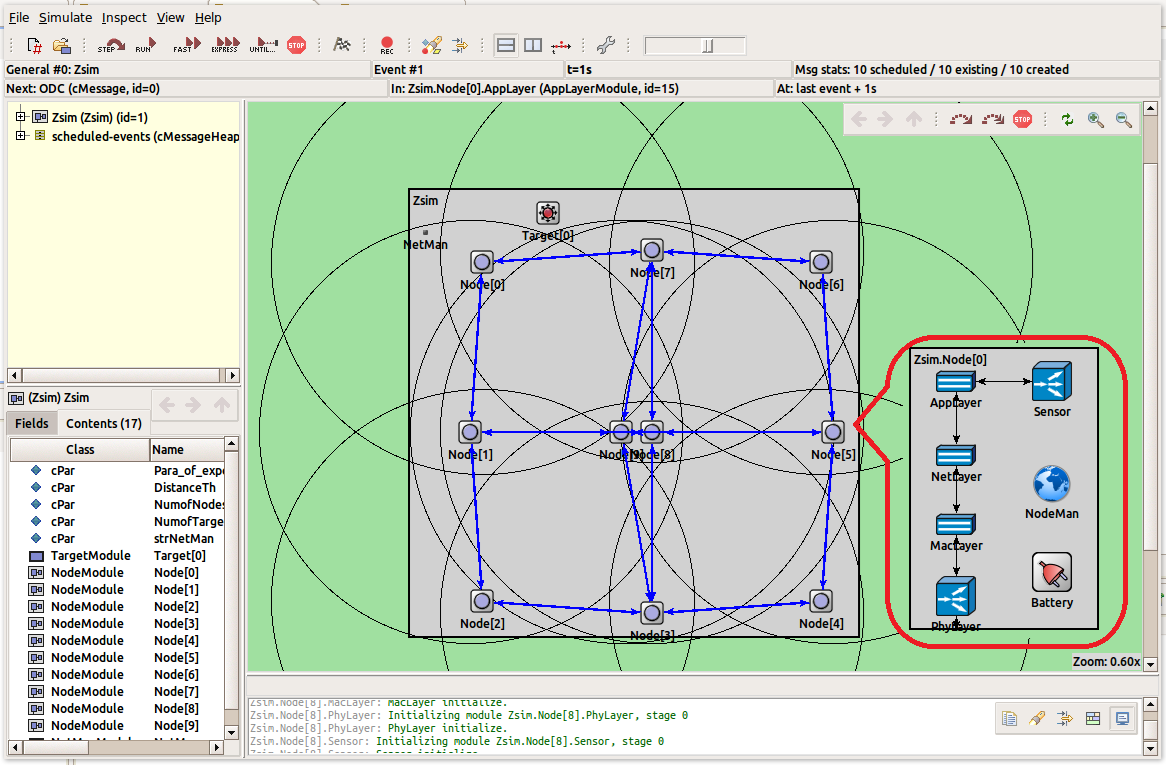 File Simulate Inspect View Help
STEP RUN FAST EXPRESS UNTIL... STOP REC
General #0: Zsim Event #1 t=1s Msg stats: 10 scheduled / 10 existing / 10 created
Next: ODC (cMessage, id=0) In: Zsim.Node[0].AppLayer (AppLayerModule, id=15) At: last event + 1s
Zsim (Zsim) (id=1)
scheduled-events (cMessageHeap
(Zsim) Zsim
Fields Contents (17)
Class Name
cPar Para_of_expe
cPar DistanceTh
cPar NumofNodes
cPar NumofTarge
cPar strNetMan
TargetModule Target[0]
NodeModule Node[0]
NodeModule Node[1]
NodeModule Node[2]
NodeModule Node[3]
NodeModule Node[4]
NodeModule Node[5]
NodeModule Node[6]
NodeModule Node[7]
NodeModule Node[8]
NodeModule Node[9]
STOP
Zsim
Target[0]
NetMan
Node[0]
Node[7]
Node[6]
Node[1]
Node[9]
Node[8]
Node[5]
Node[2]
Node[3]
Node[4]
Zsim.Node[0]
AppLayer
Sensor
NetLayer
NodeMan
MacLayer
Battery
PhyLayer
Zoom: 0.60x
Zsim.Node[8].MacLayer: MacLayer initialize.
Zsim.Node[8].PhyLayer: Initializing module Zsim.Node[8].PhyLayer, stage 0
Zsim.Node[8].PhyLayer: PhyLayer initialize.
Zsim.Node[8].Sensor: Initializing module Zsim.Node[8].Sensor, stage 0